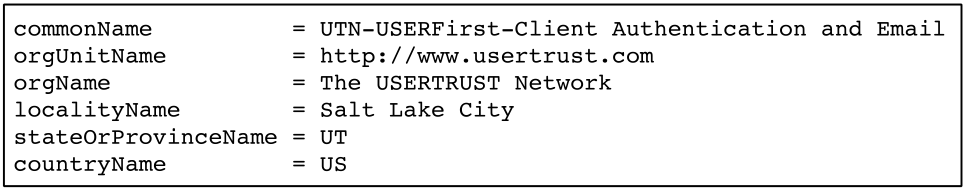 commonName = UTN-USERFirst-Client Authentication and Email
orgUnitName = http://www.usertrust.com
orgName = The USERTRUST Network
localityName = Salt Lake City
stateOrProvinceName = UT
countryName = US